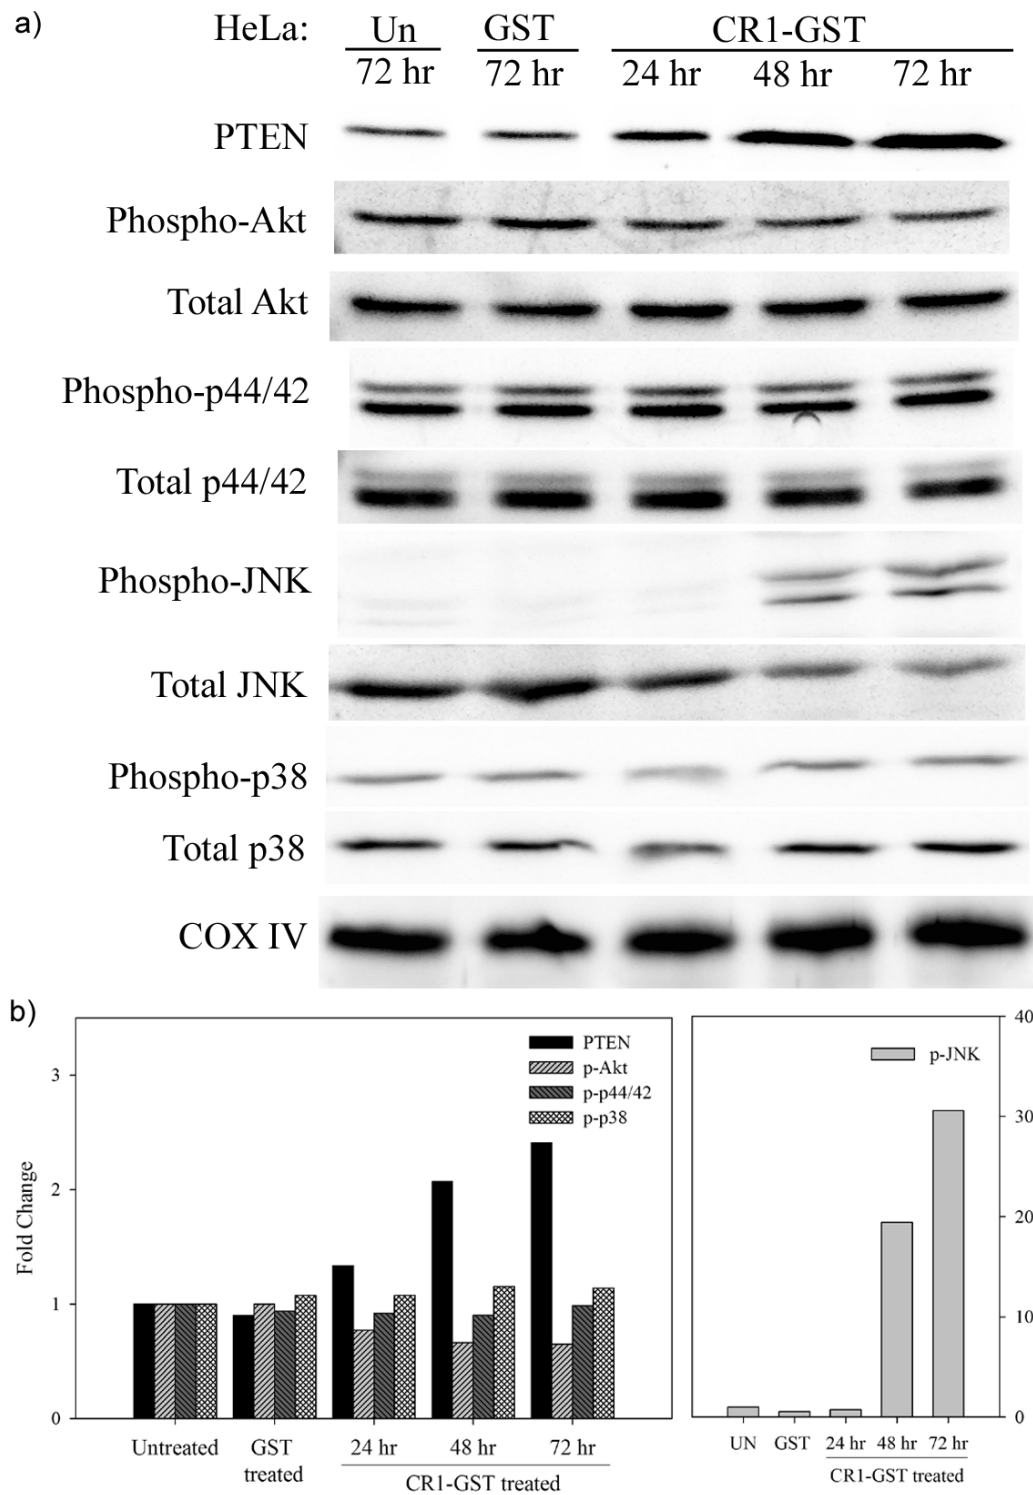 a)
HeLa: Un GST CR1-GST
72 hr 72 hr 24 hr 48 hr 72 hr
PTEN
Phospho-Akt
Total Akt
Phospho-p44/42
Total p44/42
Phospho-JNK
Total JNK
Phospho-p38
Total p38
COX IV
b)
Fold Change
3
2
1
0
PTEN
p-Akt
p-p44/42
p-p38
Untreated GST treated 24 hr 48 hr 72 hr
CR1-GST treated
p-JNK
40
30
20
10
0
UN GST 24 hr 48 hr 72 hr
CR1-GST treated